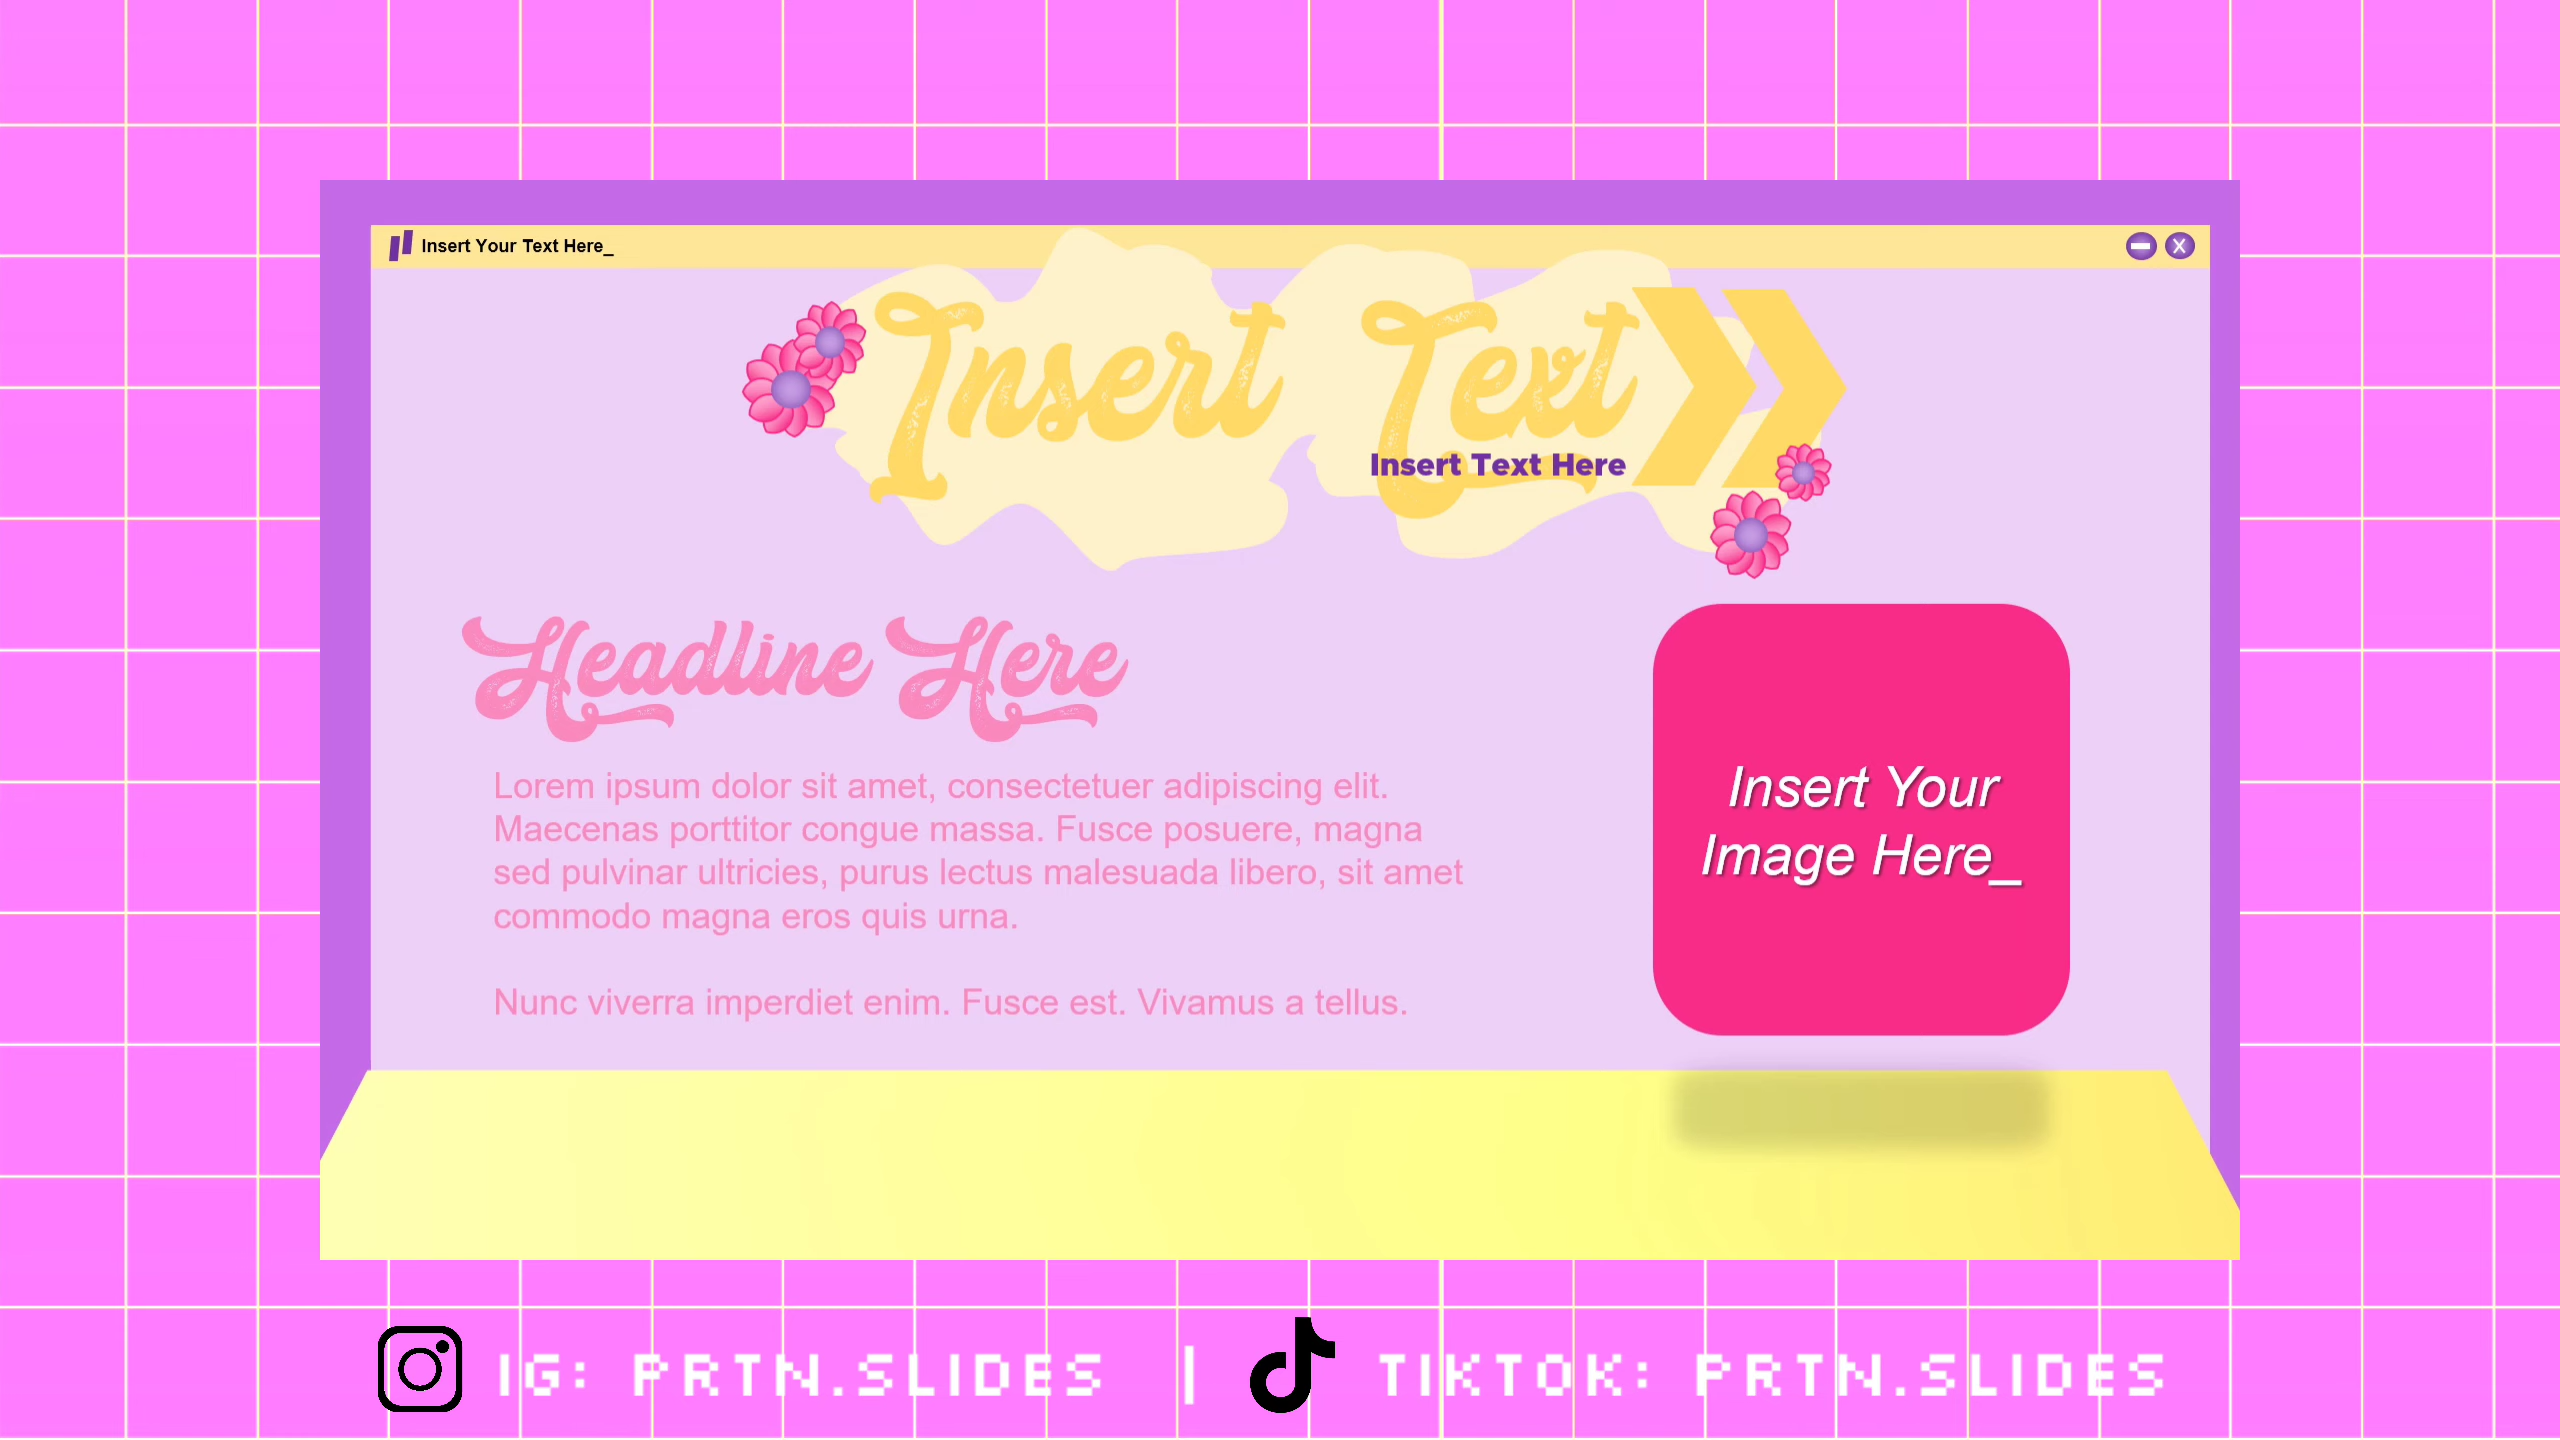 Insert Your Text Here_
X
Insert Text
Insert Text Here
Headline Here
Lorem ipsum dolor sit amet, consectetuer adipiscing elit.
Maecenas porttitor congue massa. Fusce posuere, magna
sed pulvinar ultricies, purus lectus malesuada libero, sit amet
commodo magna eros quis urna.
Nunc viverra imperdiet enim. Fusce est. Vivamus a tellus.
Insert Your
Image Here_
IG: PRTN.SLIDES | TIKTOK: PRTN.SLIDES